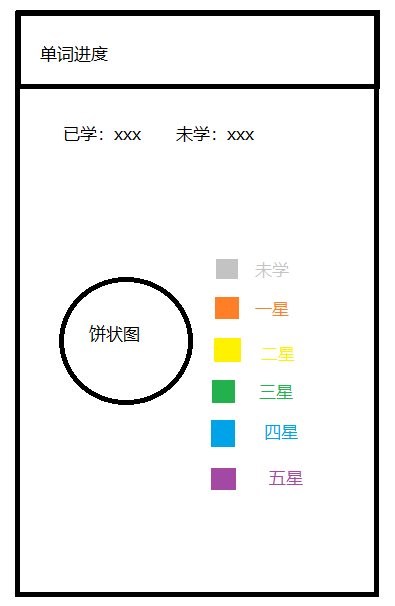 单词进度
已学：xxx 未学：xxx
未学
一星
饼状图
二星
三星
四星
五星